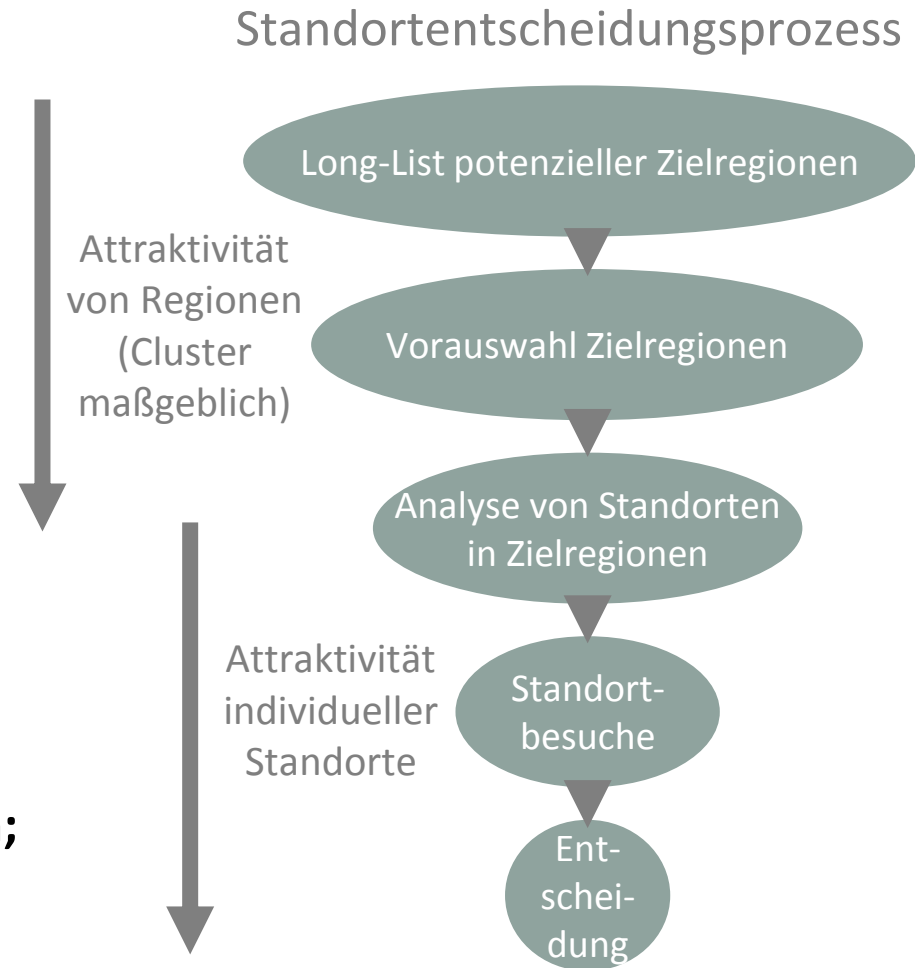 Standortentscheidungsprozess
Long-List potenzieller Zielregionen
Attraktivität
von Regionen
(Cluster
maßgeblich)
Vorauswahl Zielregionen
Analyse von Standorten
in Zielregionen
Attraktivität
individueller
Standorte
Standort-
besuche
;
Ent-
schei-
dung